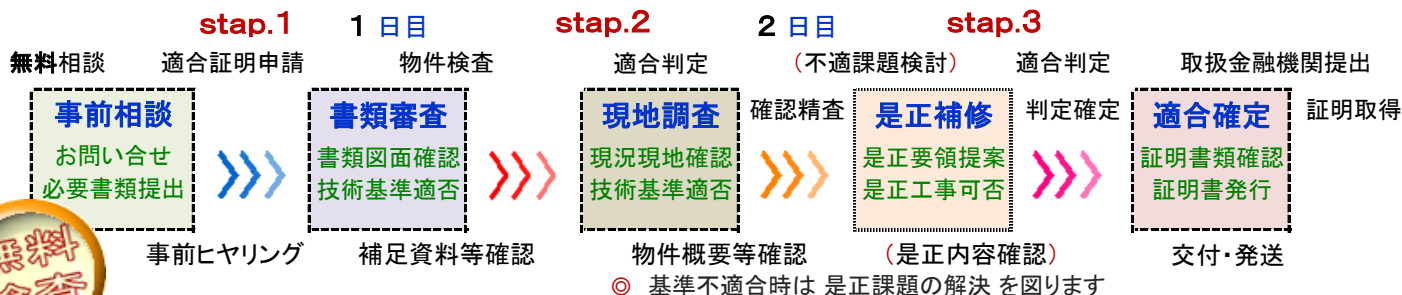 stap.1 1 日目 stap.2 2 日目 stap.3
無料相談 適合証明申請 物件検査 適合判定 (不適課題検討) 適合判定 取扱金融機関提出
事前相談 書類審査 現地調査 確認精査 是正補修 判定確定 適合確定 証明取得
お問い合せ 書類図面確認 現況現地確認 是正要領提案 証明書類確認
必要書類提出 技術基準適否 技術基準適否 是正工事可否 証明書発行
無料
事前ヒヤリング 補足資料等確認 物件概要等確認 (是正内容確認) 交付・発送
◎ 基準不適合時は 是正課題の解決 を図ります